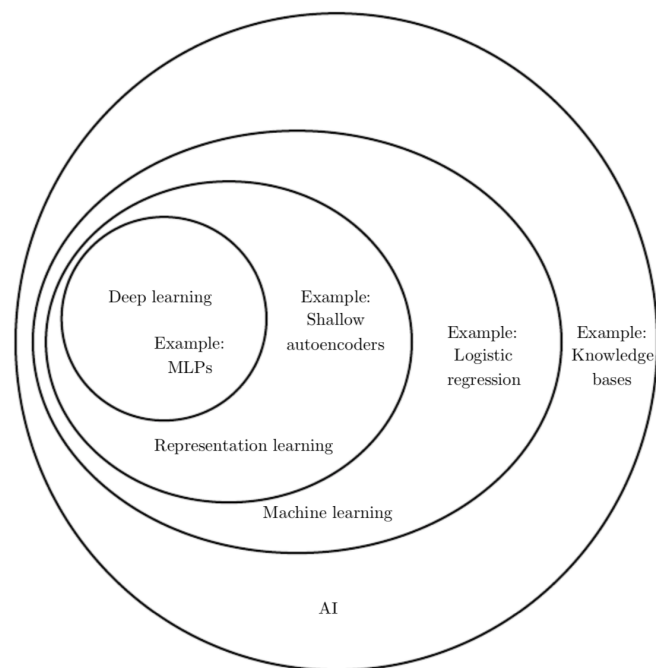 Deep learning
Example:
MLPs
Example:
Shallow
autoencoders
Example:
Logistic
regression
Example:
Knowledge
bases
Representation learning
Machine learning
AI